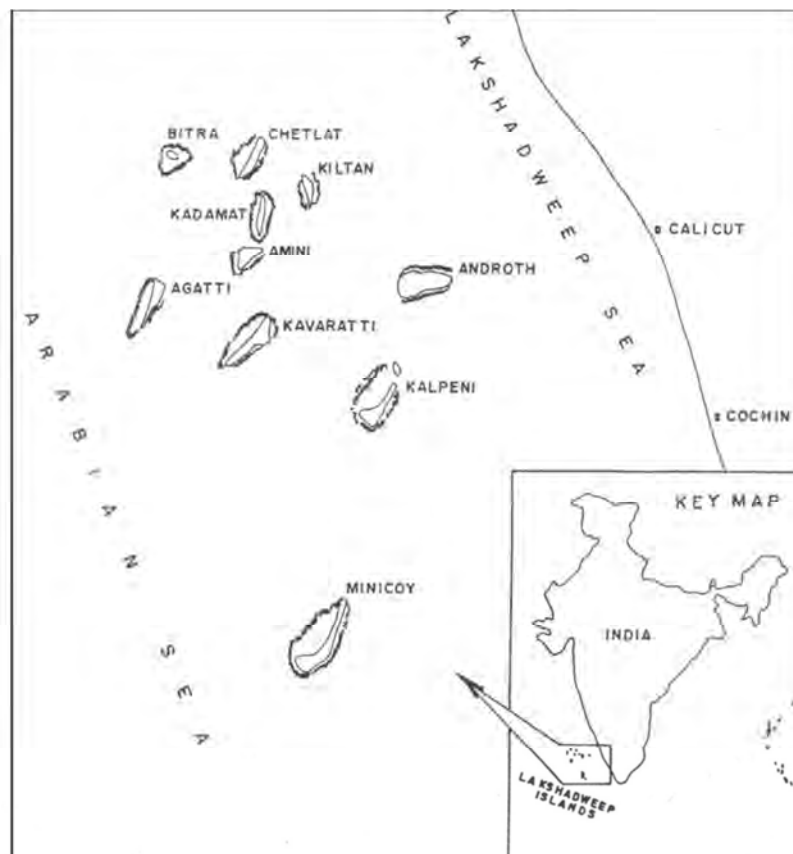 LAKSHADWEEP SEA
BITRA
CHETLAT
KILTAN
KADAMAT
CALICUT
AMINI
ANDROTH
AGATTI
KAVARATTI
ARABIAN SEA
KALPENI
COCHIN
KEY MAP
MINICOY
INDIA.
LAKSHADWEEP
ISLANDS